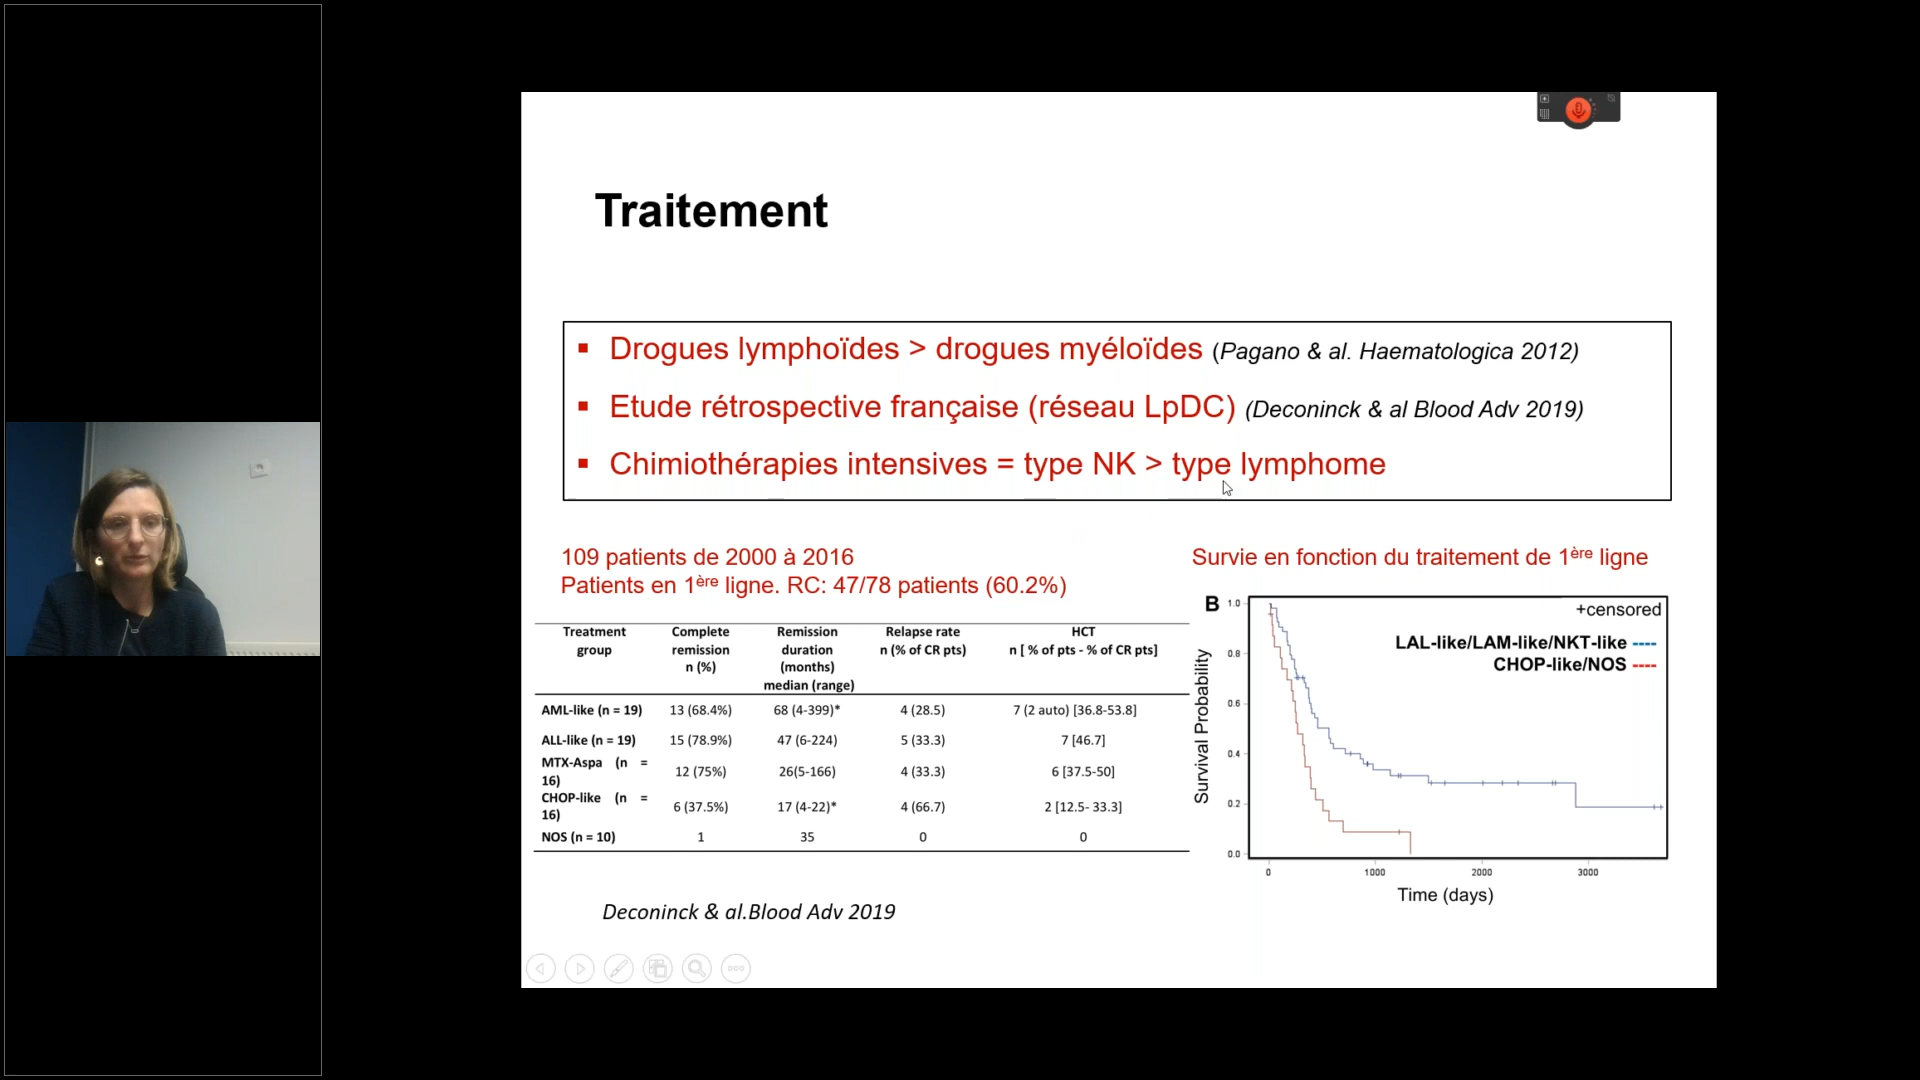 Traitement
▪ Drogues lymphoïdes > drogues myéloïdes (Pagano & al. Haematologica 2012)
▪ Etude rétrospective française (réseau LpDC) (Deconinck & al Blood Adv 2019)
▪ Chimiothérapies intensives = type NK > type lymphome
109 patients de 2000 à 2016
Patients en 1ère ligne. RC: 47/78 patients (60.2%)
Treatment group | Complete remission n (%) | Remission duration (months) median (range) | Relapse rate n (% of CR pts) | HCT n [ % of pts - % of CR pts]
AML-like (n = 19) 13 (68.4%) 68 (4-399)* 4 (28.5) 7 (2 auto) [36.8-53.8]
ALL-like (n = 19) 15 (78.9%) 47 (6-224) 5 (33.3) 7 [46.7]
MTX-Aspa (n = 16) 12 (75%) 26(5-166) 4 (33.3) 6 [37.5-50]
CHOP-like (n = 16) 6 (37.5%) 17 (4-22)* 4 (66.7) 2 [12.5- 33.3]
NOS (n = 10) 1 35 0 0
Deconinck & al.Blood Adv 2019
Survie en fonction du traitement de 1ère ligne
B
+censored
LAL-like/LAM-like/NKT-like ----
CHOP-like/NOS ----
Survival Probability
1.0
0.8
0.6
0.4
0.2
0.0
0 1000 2000 3000
Time (days)